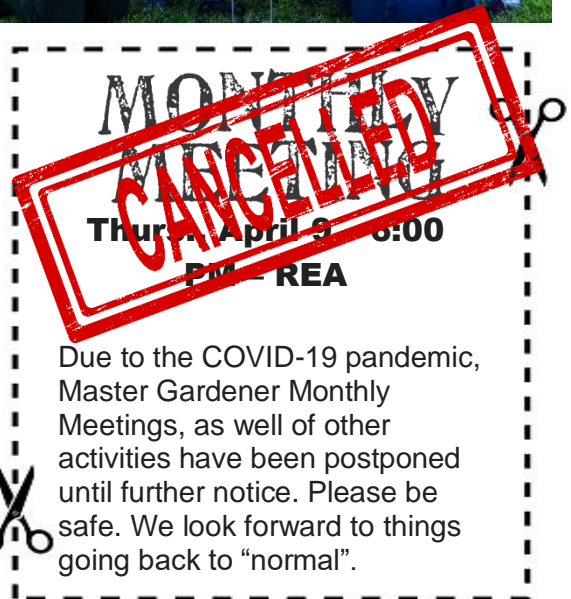 MONTHLY
MEETING
CANCELLED
Thurs. April 9 – 6:00
PM – REA
Due to the COVID-19 pandemic,
Master Gardener Monthly
Meetings, as well of other
activities have been postponed
until further notice. Please be
safe. We look forward to things
going back to “normal”.